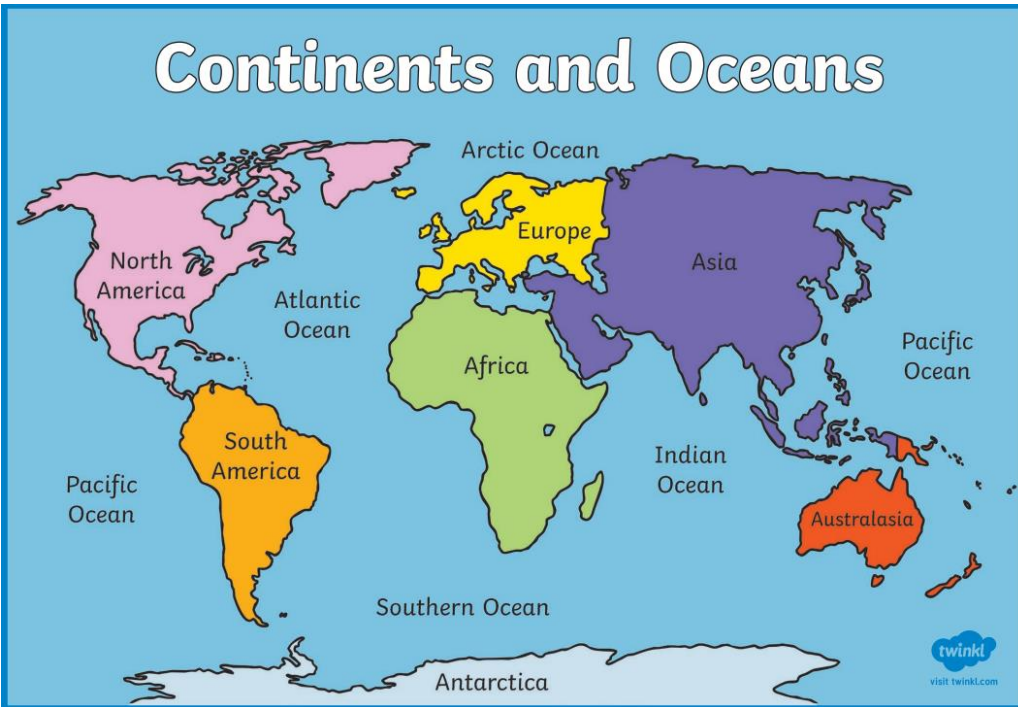 Continents and Oceans
Arctic Ocean
North
America
Europe
Asia
Atlantic
Ocean
Africa
Pacific
Ocean
South
America
Indian
Ocean
Pacific
Ocean
Australasia
Southern Ocean
Antarctica
twinkl
visit twinkl.com